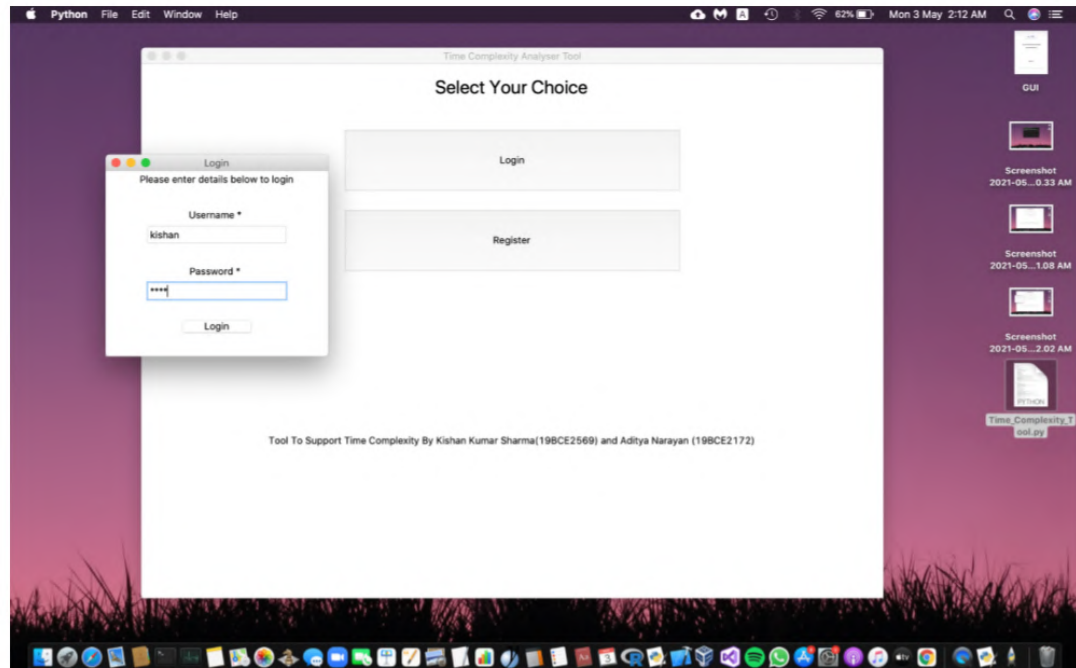 Python File Edit Window Help
A 62% Mon 3 May 2:12 AM
Time Complexity Analyser Tool
Select Your Choice
Login
Register
Login
Please enter details below to login
Username *
kishan
Password *
****
Login
Tool To Support Time Complexity By Kishan Kumar Sharma(19BCE2569) and Aditya Narayan (19BCE2172)
GUI
Screenshot
2021-05...0.33 AM
Screenshot
2021-05...1.08 AM
Screenshot
2021-05...2.02 AM
PYTHON
Time_Complexity_T
ool.py